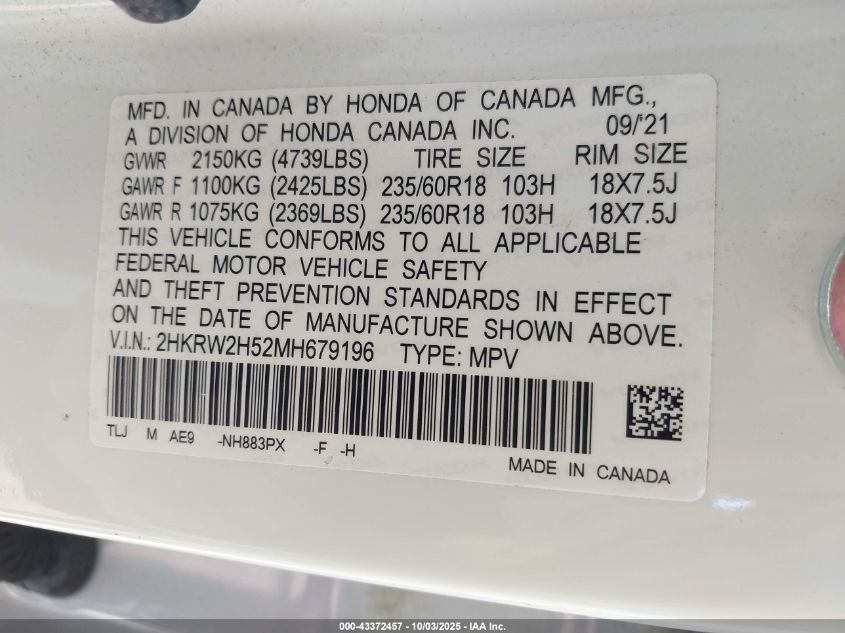 MFD. IN CANADA BY HONDA OF CANADA MFG.,
A DIVISION OF HONDA CANADA INC. 09/21
GVWR 2150KG (4739LBS) TIRE SIZE RIM SIZE
GAWR F 1100KG (2425LBS) 235/60R18 103H 18X7.5J
GAWR R 1075KG (2369LBS) 235/60R18 103H 18X7.5J
THIS VEHICLE CONFORMS TO ALL APPLICABLE
FEDERAL MOTOR VEHICLE SAFETY
AND THEFT PREVENTION STANDARDS IN EFFECT
ON THE DATE OF MANUFACTURE SHOWN ABOVE.
V.I.N.: 2HKRW2H52MH679196 TYPE: MPV
TLJ M AE9 -NH883PX -F -H
MADE IN CANADA
000-43372457 - 10/03/2025 - IAA Inc.